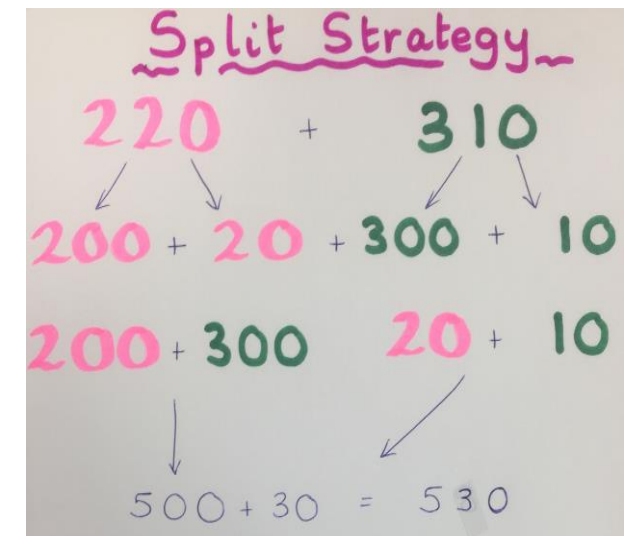 Split Strategy
220 + 310
200 + 20 + 300 + 10
200 + 300 20 + 10
500 + 30 = 530